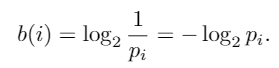 b(i) = log₂ 1/pᵢ = − log₂ pᵢ.